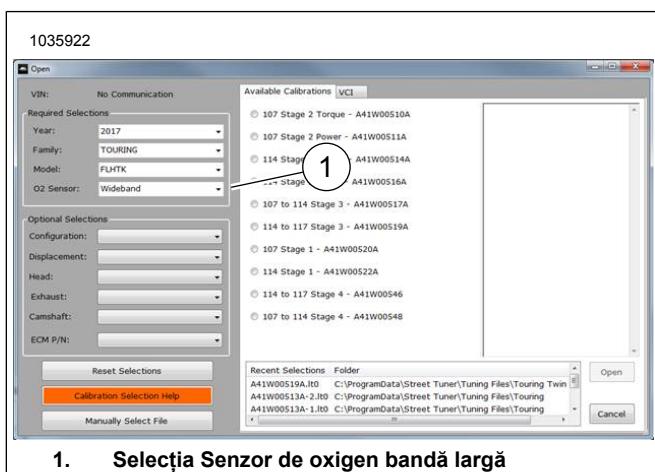 1035922
Open
VIN: No Communication
Required Selections
Year: 2017
Family: TOURING
Model: FLHTK
O2 Sensor: Wideband
Optional Selections
Configuration:
Displacement:
Head:
Exhaust:
Camshaft:
ECM P/N:
Reset Selections
Calibration Selection Help
Manually Select File
Available Calibrations VCI
107 Stage 2 Torque - A41W00510A
107 Stage 2 Power - A41W00511A
114 Stage - A41W00514A
114 Stage - A41W00516A
107 to 114 Stage 3 - A41W00517A
114 to 117 Stage 3 - A41W00519A
107 Stage 1 - A41W00520A
114 Stage 1 - A41W00522A
114 to 117 Stage 4 - A41W00546
107 to 114 Stage 4 - A41W00548
1
Recent Selections Folder
A41W00519A.lt0 C:\ProgramData\Street Tuner\Tuning Files\Touring Twin
A41W00513A-2.lt0 C:\ProgramData\Street Tuner\Tuning Files\Touring
A41W00513A-1.lt0 C:\ProgramData\Street Tuner\Tuning Files\Touring
Open
Cancel
1. Selecția Senzor de oxigen bandă largă